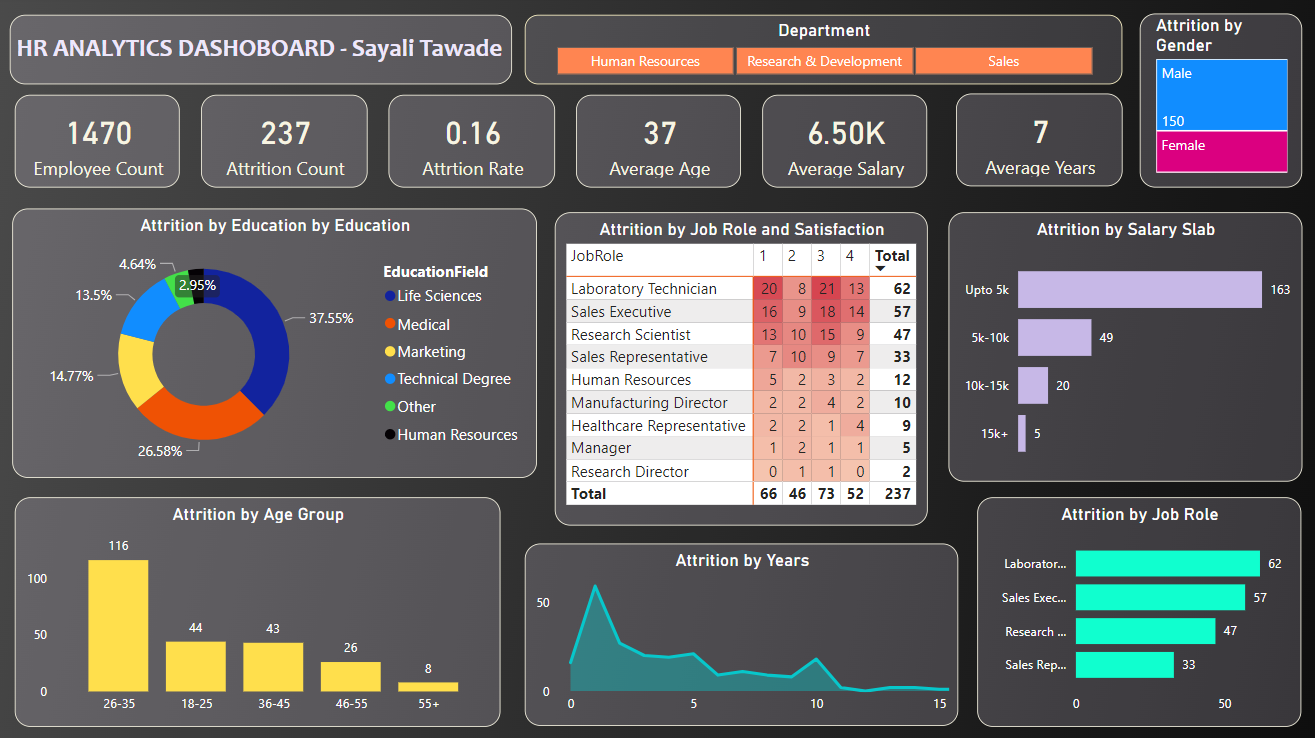 HR ANALYTICS DASHOBOARD - Sayali Tawade
Department
Human Resources
Research & Development
Sales
Attrition by
Gender
Male
150
Female
1470
Employee Count
237
Attrition Count
0.16
Attrtion Rate
37
Average Age
6.50K
Average Salary
7
Average Years
Attrition by Education by Education
4.64%
2.95%
13.5%
37.55%
14.77%
26.58%
EducationField
Life Sciences
Medical
Marketing
Technical Degree
Other
Human Resources
Attrition by Job Role and Satisfaction
JobRole 1 2 3 4 Total
Laboratory Technician 20 8 21 13 62
Sales Executive 16 9 18 14 57
Research Scientist 13 10 15 9 47
Sales Representative 7 10 9 7 33
Human Resources 5 2 3 2 12
Manufacturing Director 2 2 4 2 10
Healthcare Representative 2 2 1 4 9
Manager 1 2 1 1 5
Research Director 0 1 1 0 2
Total 66 46 73 52 237
Attrition by Salary Slab
Upto 5k 163
5k-10k 49
10k-15k 20
15k+ 5
Attrition by Age Group
116
44
43
26
8
100
50
0
26-35 18-25 36-45 46-55 55+
Attrition by Years
50
0
0 5 10 15
Attrition by Job Role
Laborator... 62
Sales Exec... 57
Research ... 47
Sales Rep... 33
0 50